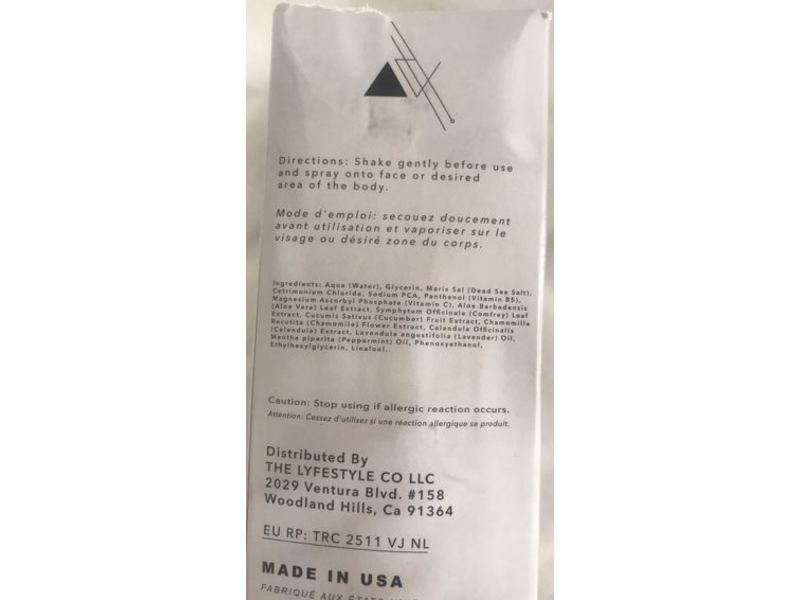 Directions: Shake gently before use
and spray onto face or desired
area of the body.
Mode d'emploi: secouez doucement
avant utilisation et vaporiser sur le
visage ou désiré zone du corps.
Ingredients: Aqua (Water), Glycerin, Maris Sal (Dead Sea Salt),
Cetrimonium Chloride, Sodium PCA, Panthenol (Vitamin B5),
Magnesium Ascorbyl Phosphate (Vitamin C), Aloe Barbadensis
(Aloe Vera) Leaf Extract, Symphytum Officinale (Comfrey) Leaf
Extract, Cucumis Sativus (Cucumber) Fruit Extract, Chamomilla
Recutita (Chamomile) Flower Extract, Calendula Officinalis
(Calendula) Extract, Lavendula angustifolia (Lavender) Oil,
Mentha piperita (Peppermint) Oil, Phenoxyethanol,
Ethylhexylglycerin, Linalool.
Caution: Stop using if allergic reaction occurs.
Attention: Cessez d'utiliser si une réaction allergique se produit.
Distributed By
THE LYFESTYLE CO LLC
2029 Ventura Blvd. #158
Woodland Hills, Ca 91364
EU RP: TRC 2511 VJ NL
MADE IN USA
FABRIQUÉ AUX